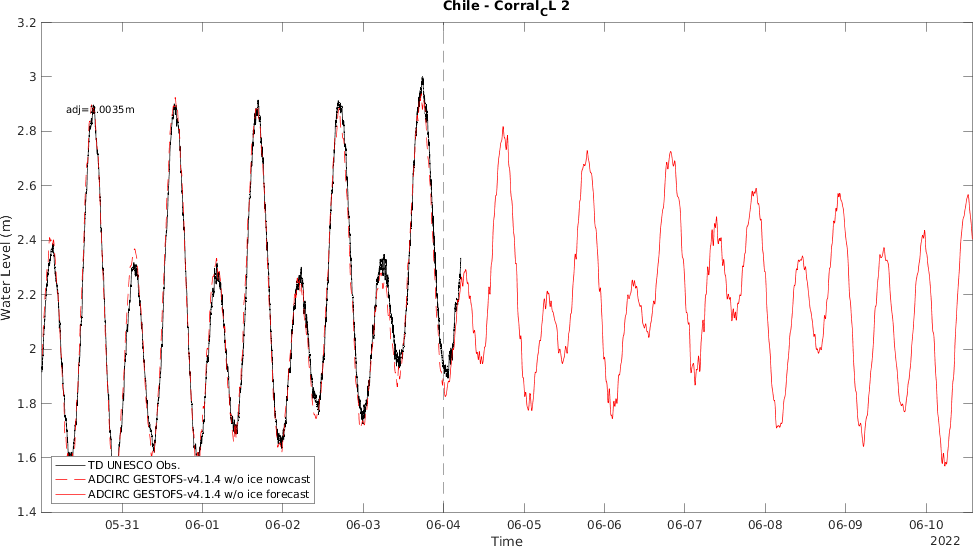 Chile - CorralCL 2
3.2
3
2.8
2.6
2.4
2.2
2
1.8
1.6
1.4
Water Level (m)
adj=2.0035m
TD UNESCO Obs.
ADCIRC GESTOFS-v4.1.4 w/o ice nowcast
ADCIRC GESTOFS-v4.1.4 w/o ice forecast
05-31 06-01 06-02 06-03 06-04 06-05 06-06 06-07 06-08 06-09 06-10
Time
2022